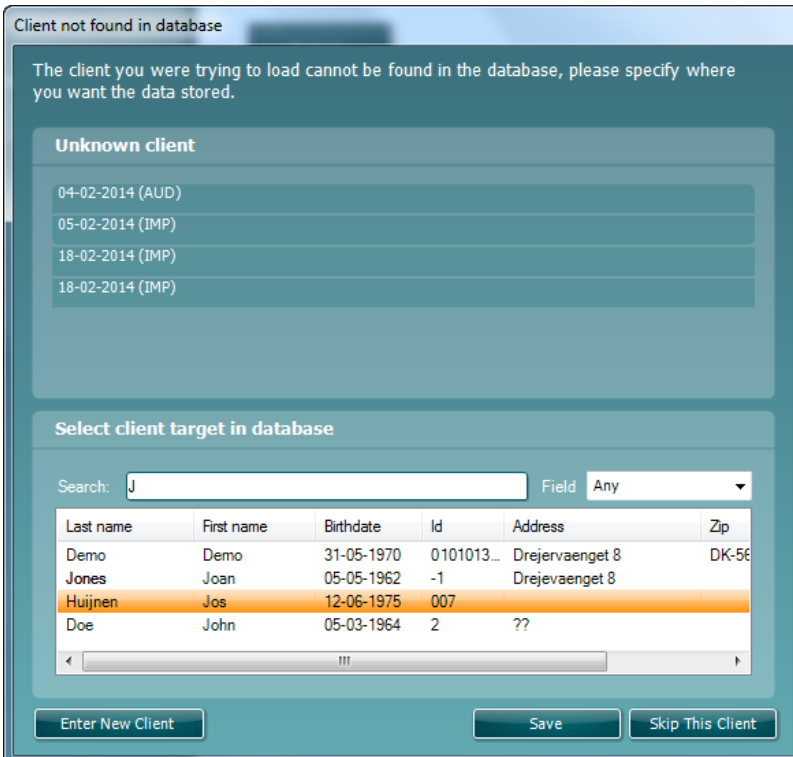 Client not found in database
The client you were trying to load cannot be found in the database, please specify where
you want the data stored.
Unknown client
04-02-2014 (AUD)
05-02-2014 (IMP)
18-02-2014 (IMP)
18-02-2014 (IMP)
Select client target in database
Search: J Field Any
Last name First name Birthdate Id Address Zip
Demo Demo 31-05-1970 0101013... Drejervaenget 8 DK-56
Jones Joan 05-05-1962 -1 Drejevaenget 8
Huijnen Jos 12-06-1975 007
Doe John 05-03-1964 2 ??
Enter New Client Save Skip This Client